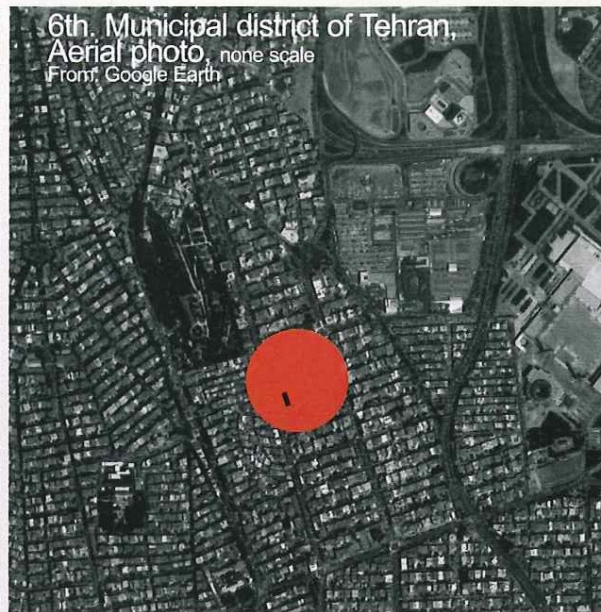 6th. Municipal district of Tehran,
Aerial photo, none scale
From: Google Earth